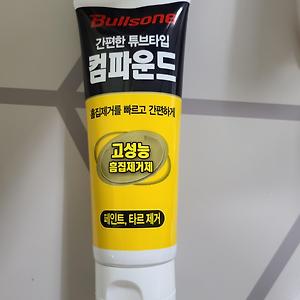 Bullsone
간편한 튜브타입
컴파운드
흠집제거를 빠르고 간편하게
고성능
흠집제거제
페인트, 타르 제거